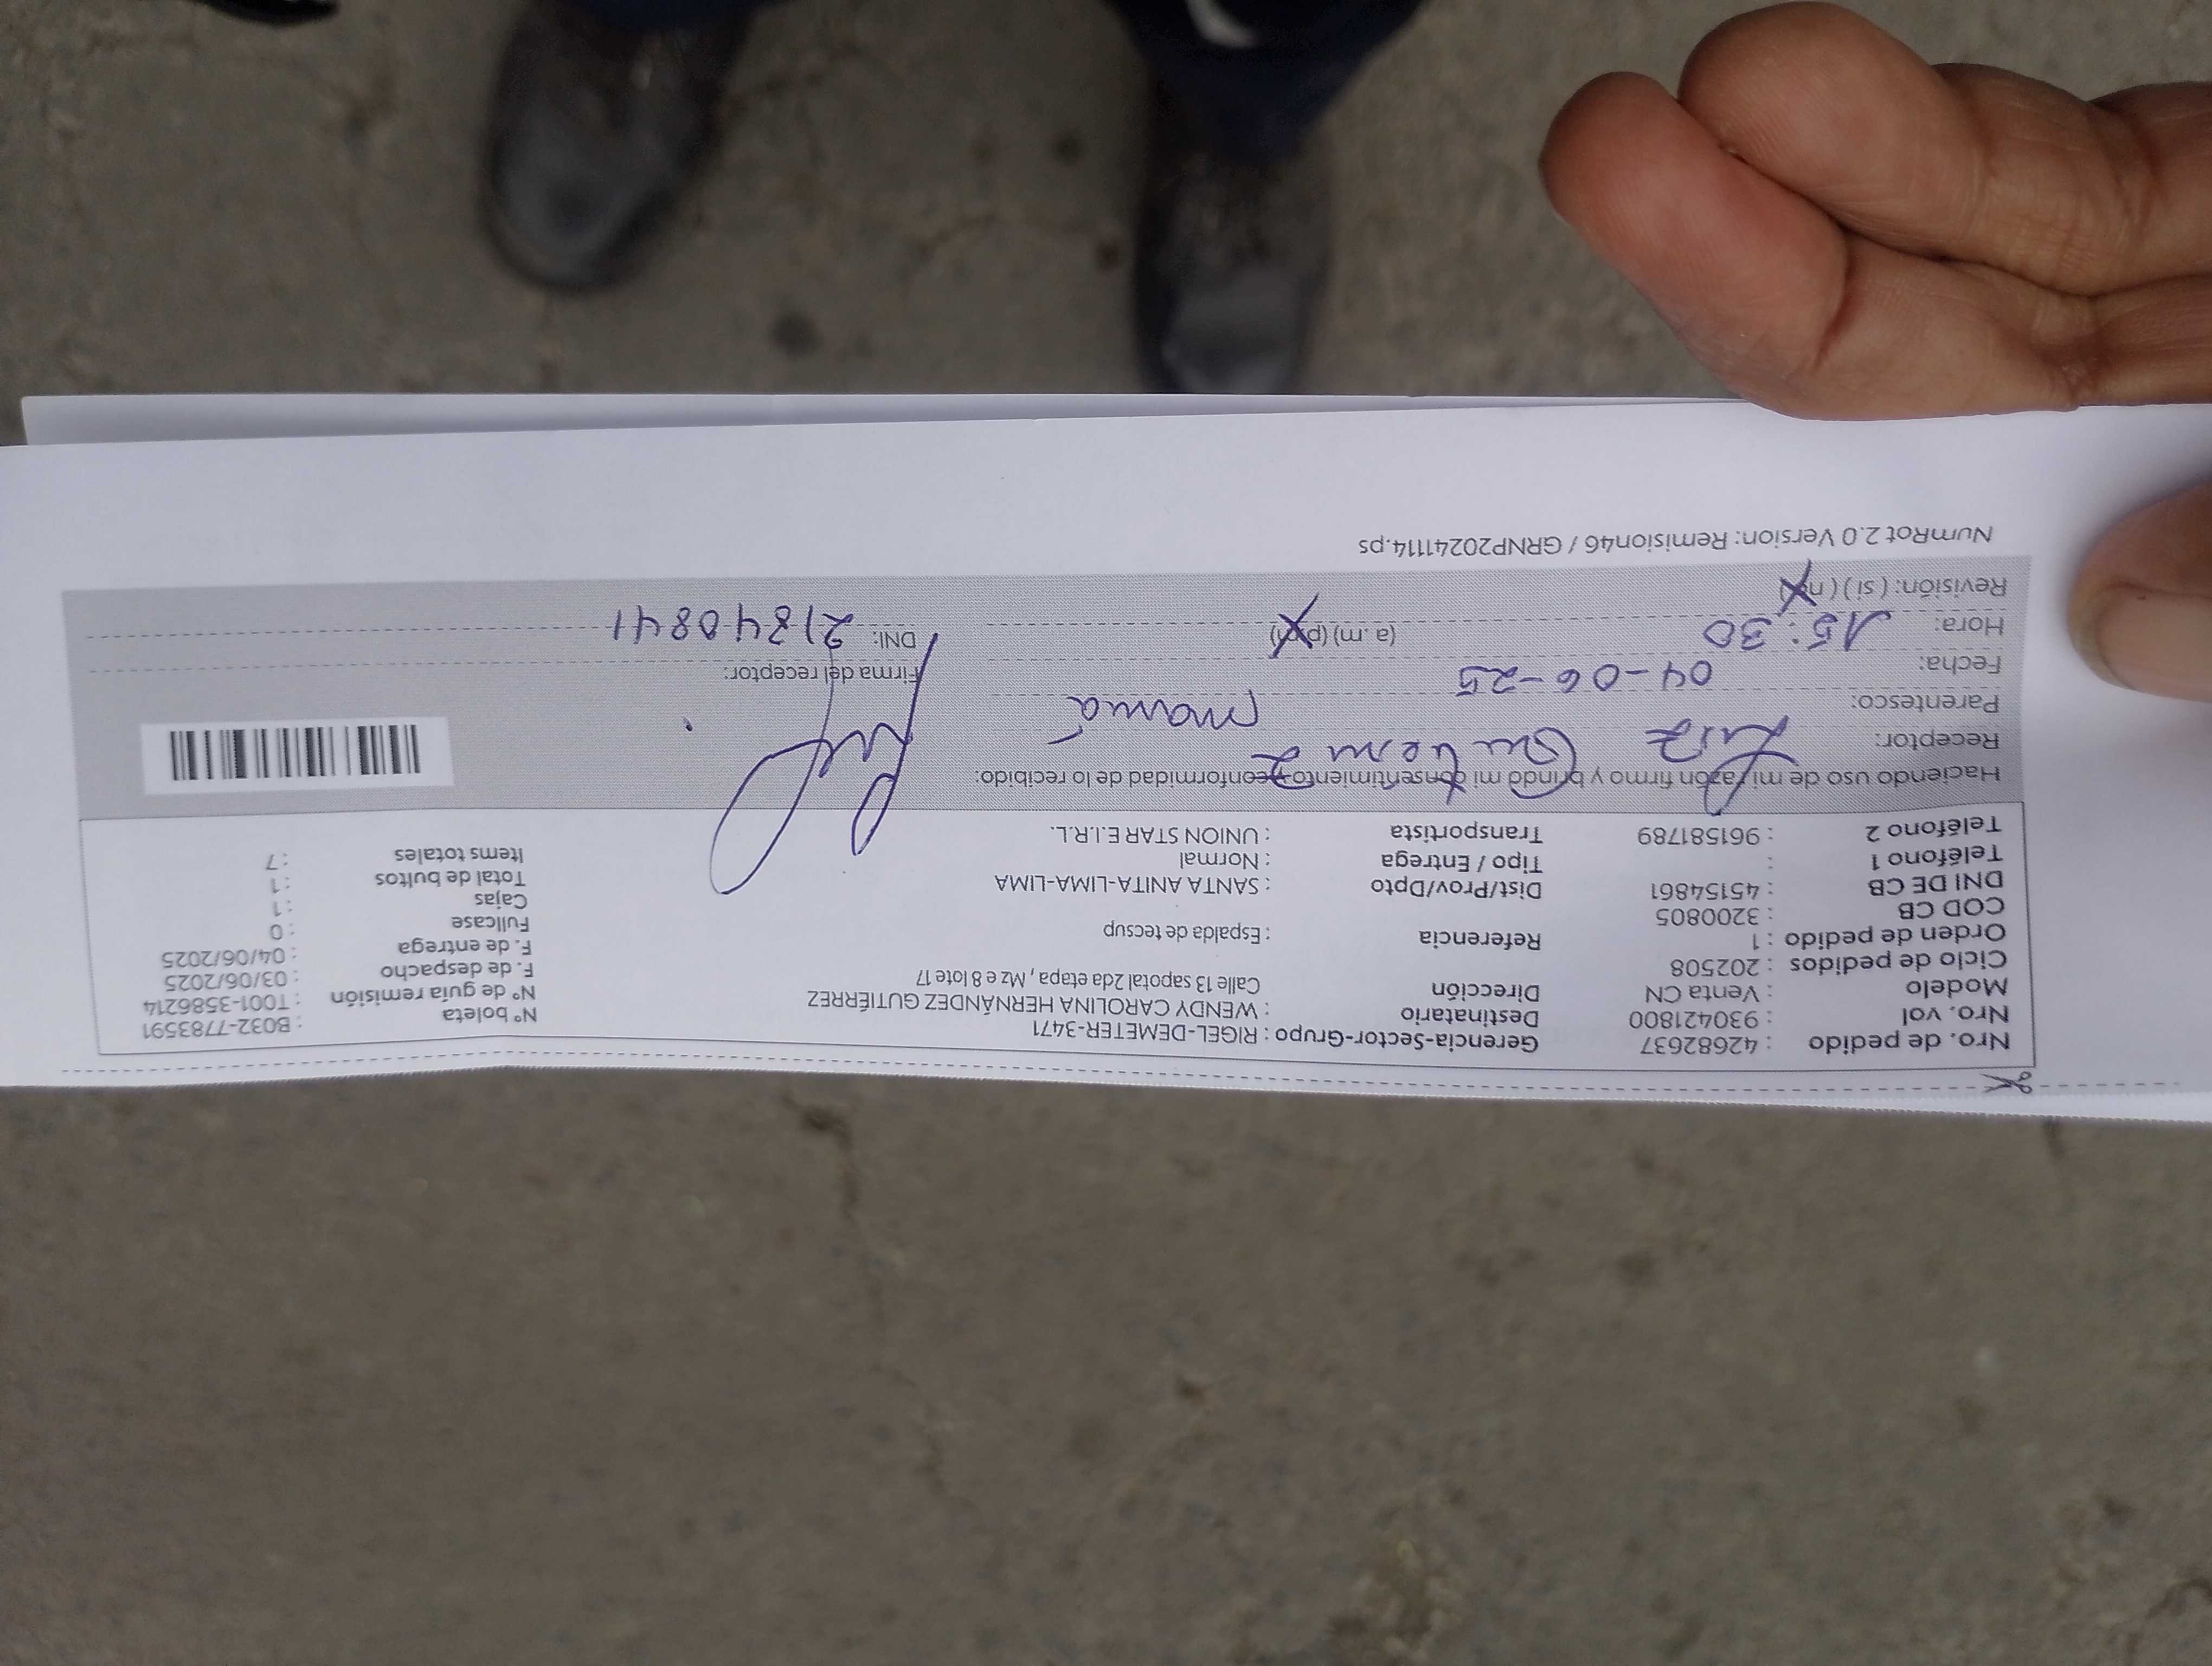 Nro. de pedido : 42682637 Gerencia-Sector-Grupo : RIGEL-DEMETER-3471 N° boleta : B032-7783591
Nro. vol : 930421800 Destinatario : WENDY CAROLINA HERNÁNDEZ GUTIÉRREZ N° de guía remisión : T001-3586214
Modelo : Venta CN Dirección Calle 13 sapotal 2da etapa , Mz e 8 lote 17 F. de despacho : 03/06/2025
Ciclo de pedidos : 202508 F. de entrega : 04/06/2025
Orden de pedido : 1 Referencia : Espalda de tecsup Fullcase : 0
COD CB : 3200805 Cajas : 1
DNI DE CB : 45154861 Dist/Prov/Dpto : SANTA ANITA-LIMA-LIMA Total de bultos : 1
Teléfono 1 : Tipo / Entrega : Normal Items totales : 7
Teléfono 2 : 961581789 Transportista : UNION STAR E.I.R.L.
Haciendo uso de mi razón firmo y brindo mi consentimiento y conformidad de lo recibido:
Receptor: Luz
Parentesco: mamá
Fecha: 04-06-25 Firma del receptor:
Hora: 15:30 (a. m) (p.m) DNI: 21840841
Revisión: ( si ) ( no )
NumRot 2.0 Version: Remision46 / GRNP20241114.ps